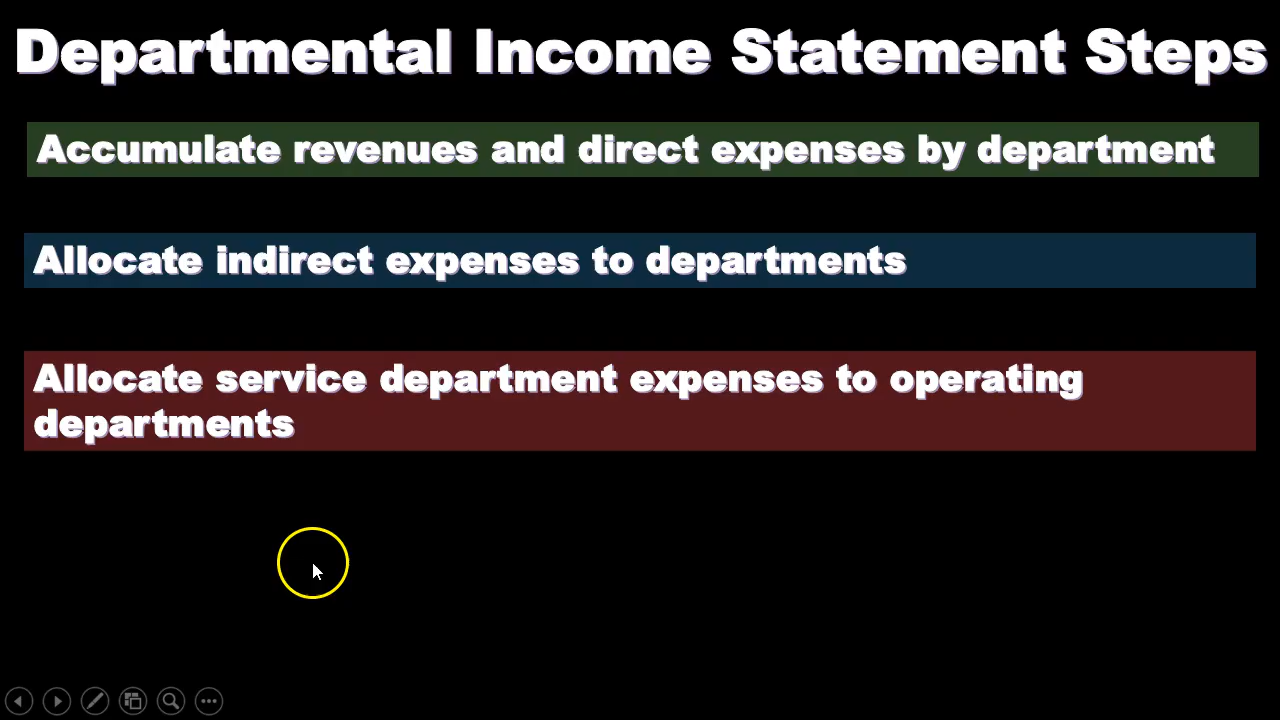 Departmental Income Statement Steps
Accumulate revenues and direct expenses by department
Allocate indirect expenses to departments
Allocate service department expenses to operating
departments